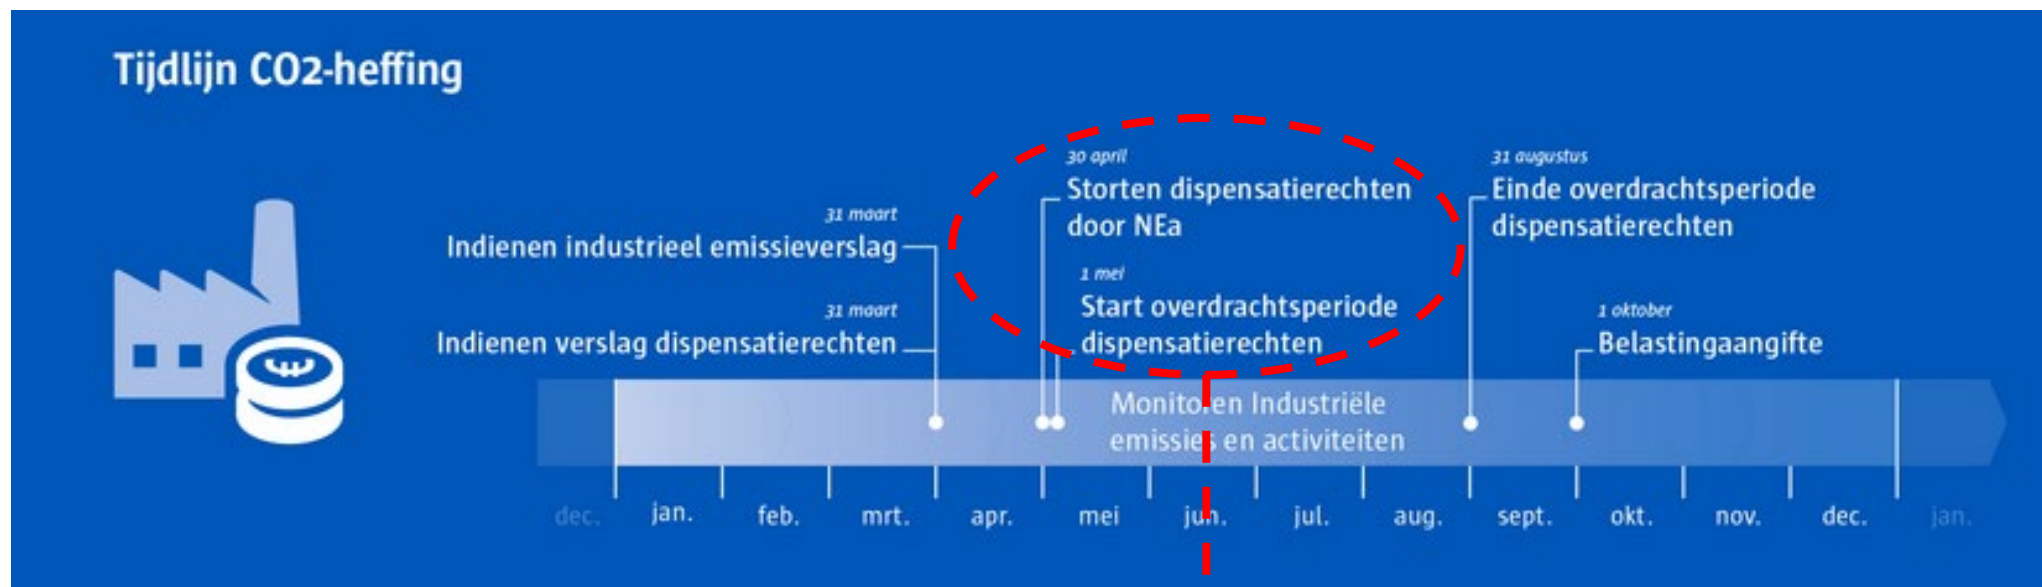 Tijdlijn CO2-heffing
31 maart
Indienen industrieel emissieverslag
31 maart
Indienen verslag dispensatierechten
30 april
Storten dispensatierechten
door NEa
1 mei
Start overdrachtsperiode
dispensatierechten
31 augustus
Einde overdrachtsperiode
dispensatierechten
1 oktober
Belastingaangifte
Monitoren Industriële
emissies en activiteiten
dec. jan. feb. mrt. apr. mei jun. jul. aug. sept. okt. nov. dec. jan.